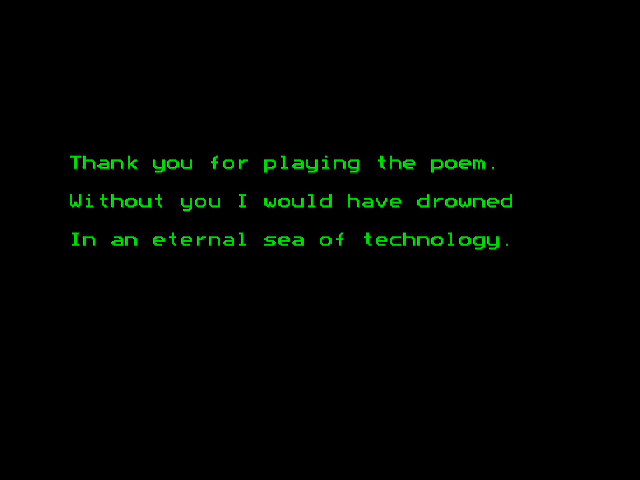 Thank you for playing the poem.
Without you I would have drowned
In an eternal sea of technology.